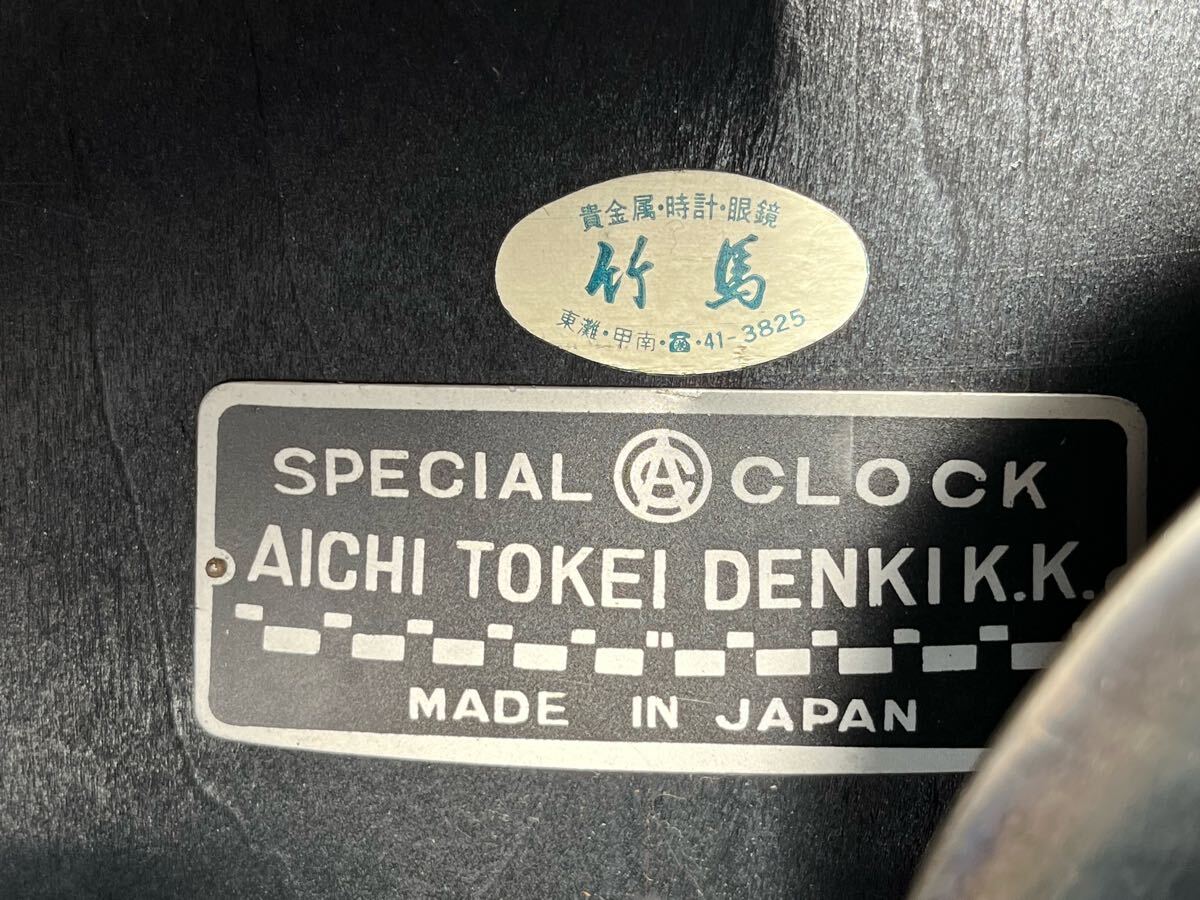 貴金属・時計・眼鏡
竹馬
東灘・甲南・☎・41-3825
SPECIAL CLOCK
AICHI TOKEI DENKI K.K.
MADE IN JAPAN